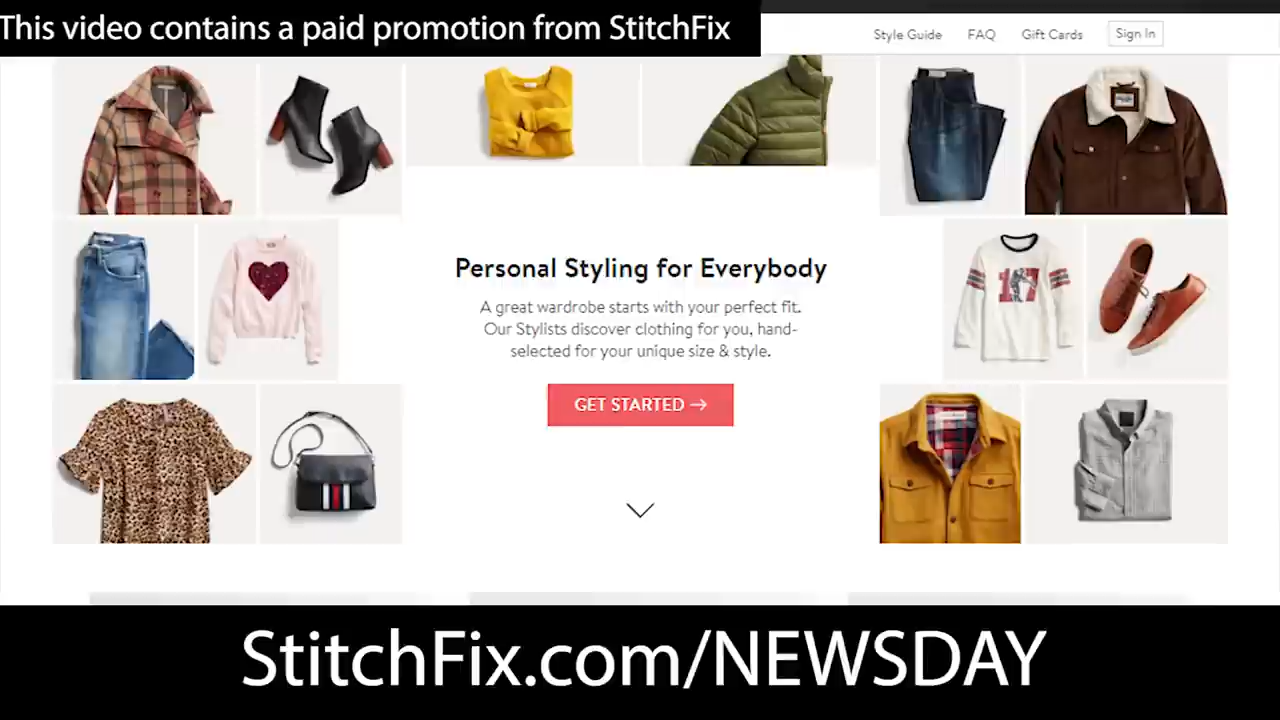 This video contains a paid promotion from StitchFix
Style Guide FAQ Gift Cards Sign In
Personal Styling for Everybody
A great wardrobe starts with your perfect fit.
Our Stylists discover clothing for you, hand-
selected for your unique size & style.
GET STARTED →
17
StitchFix.com/NEWSDAY